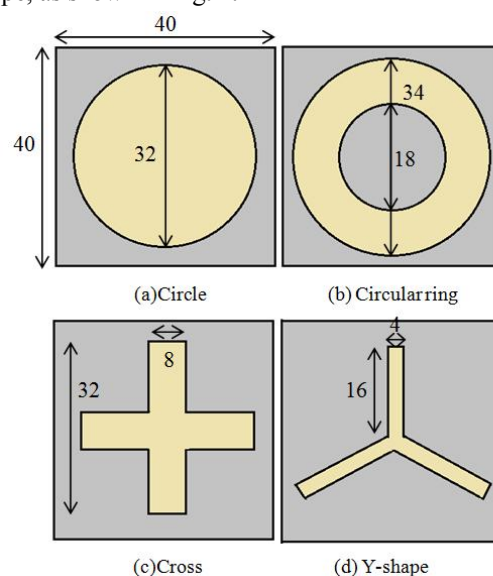 40
40
32
34
18
(a)Circle
(b) Circularring
8
32
4
16
(c)Cross
(d) Y-shape